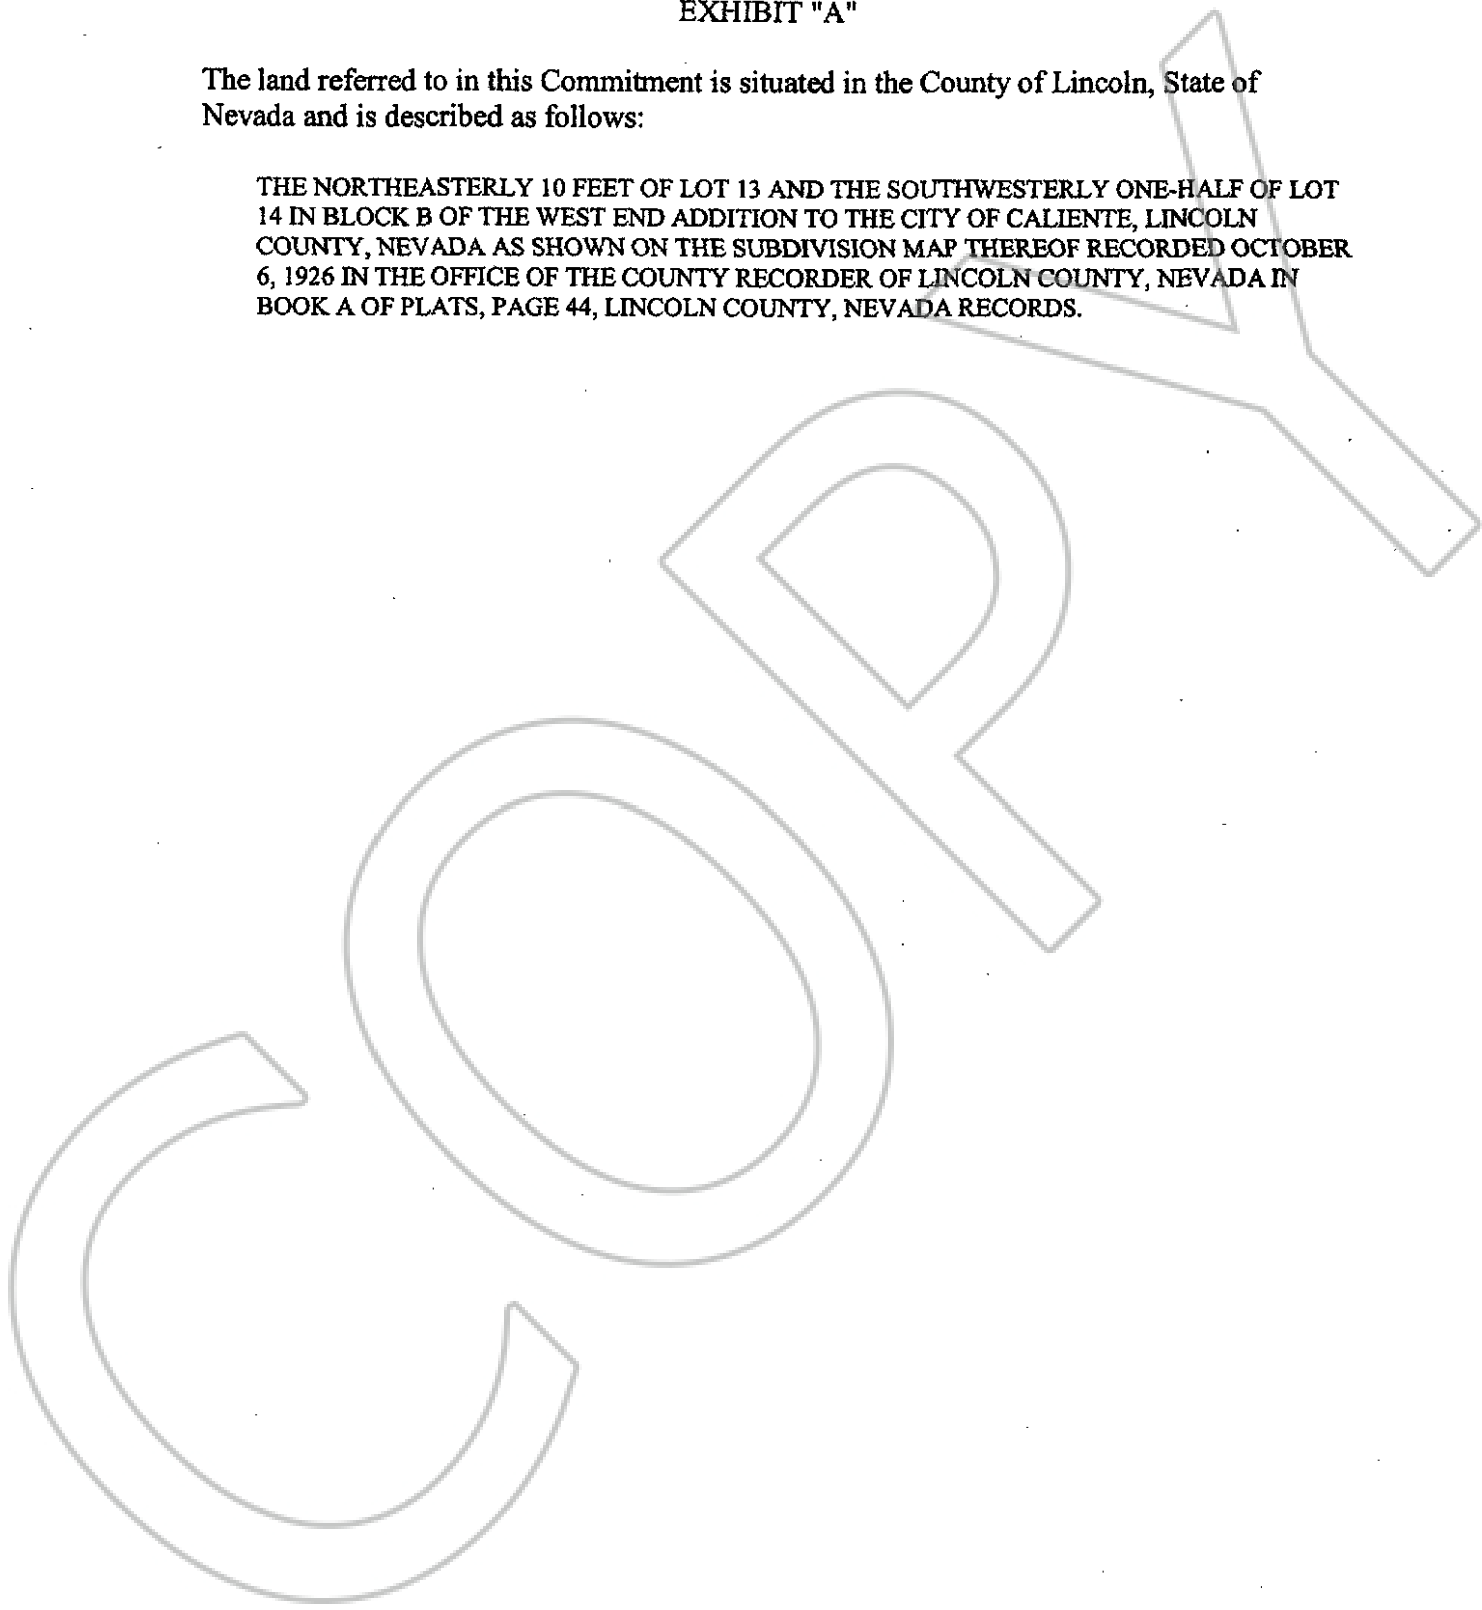 EXHIBIT "A"
The land referred to in this Commitment is situated in the County of Lincoln, State of
Nevada and is described as follows:
THE NORTHEASTERLY 10 FEET OF LOT 13 AND THE SOUTHWESTERLY ONE-HALF OF LOT
14 IN BLOCK B OF THE WEST END ADDITION TO THE CITY OF CALIENTE, LINCOLN
COUNTY, NEVADA AS SHOWN ON THE SUBDIVISION MAP THEREOF RECORDED OCTOBER
6, 1926 IN THE OFFICE OF THE COUNTY RECORDER OF LINCOLN COUNTY, NEVADA IN
BOOK A OF PLATS, PAGE 44, LINCOLN COUNTY, NEVADA RECORDS.
COPY